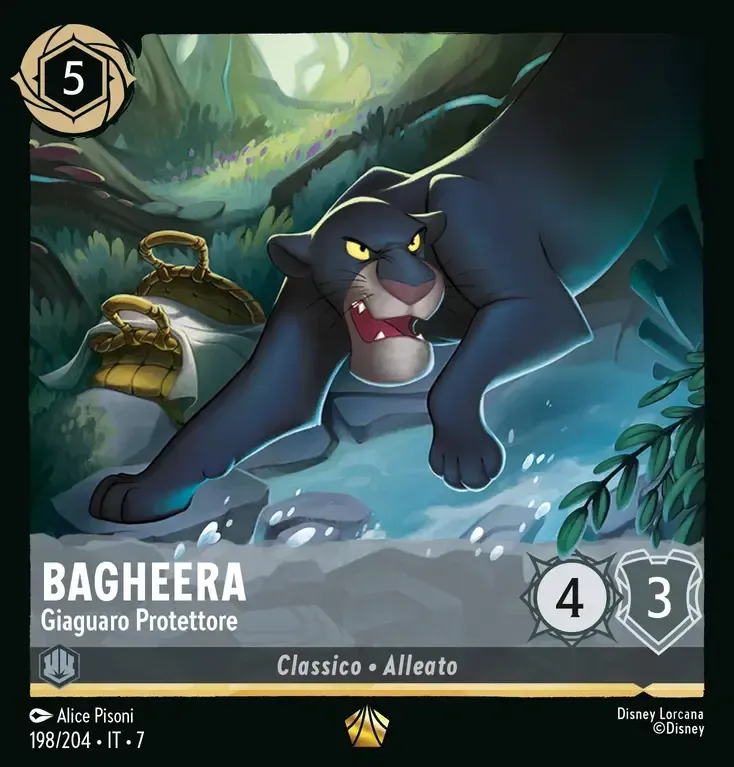 5
BAGHEERA
Giaguaro Protettore
4
3
Classico • Alleato
Alice Pisoni
198/204 • IT • 7
Disney Lorcana
©Disney